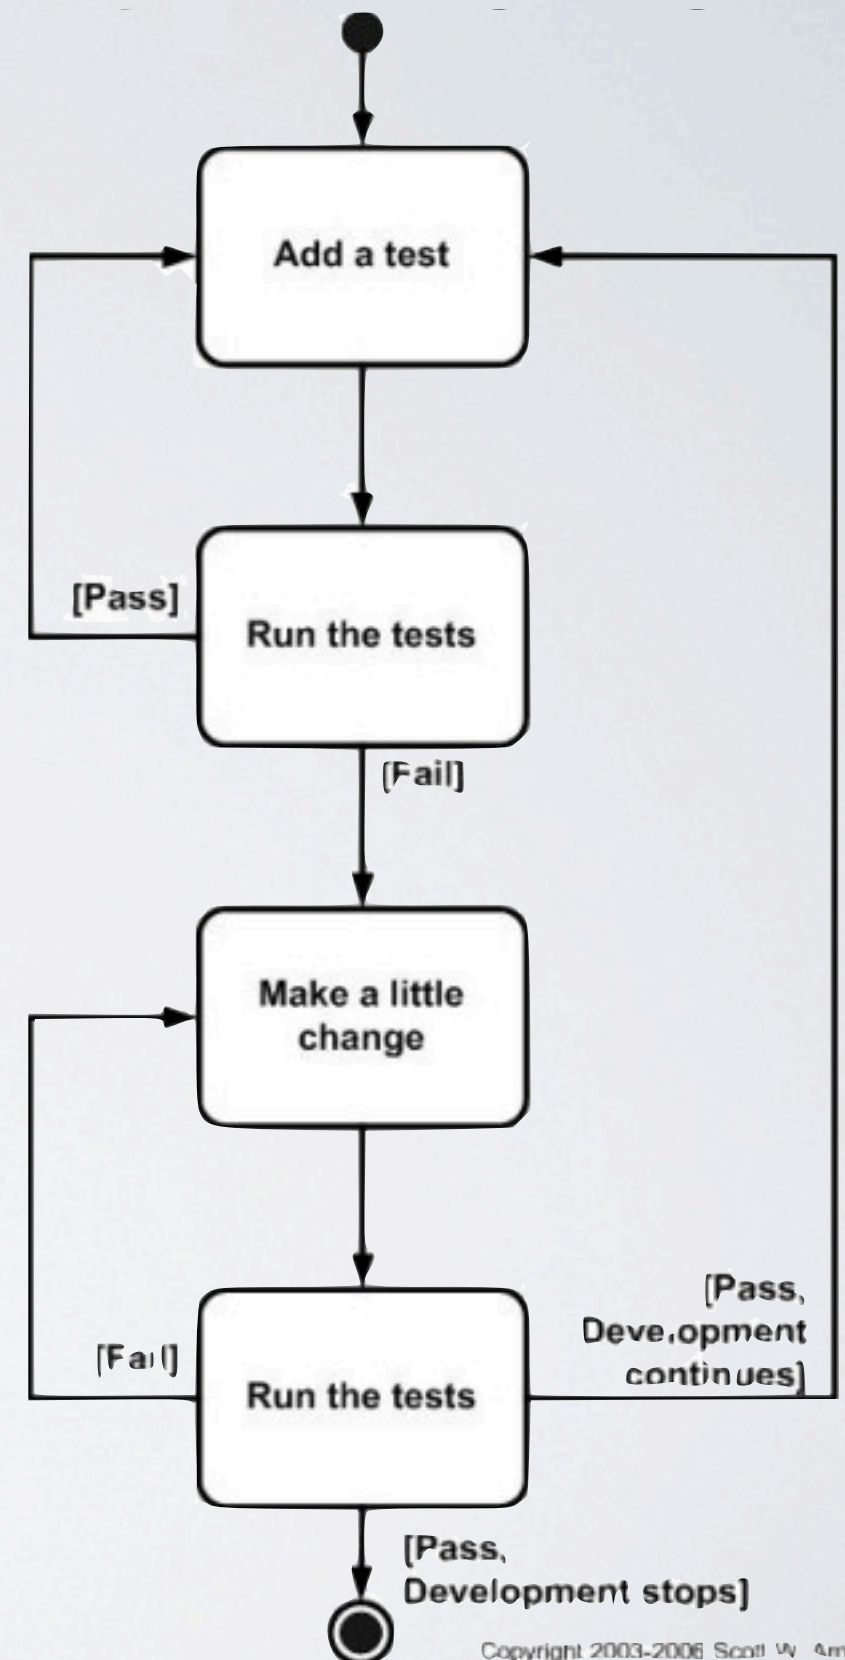 Add a test
[Pass]
Run the tests
[Fail]
Make a little
change
[Pass,
Development
continues]
[Fail]
Run the tests
[Pass,
Development stops]
Copyright 2003-2006 Scott W.